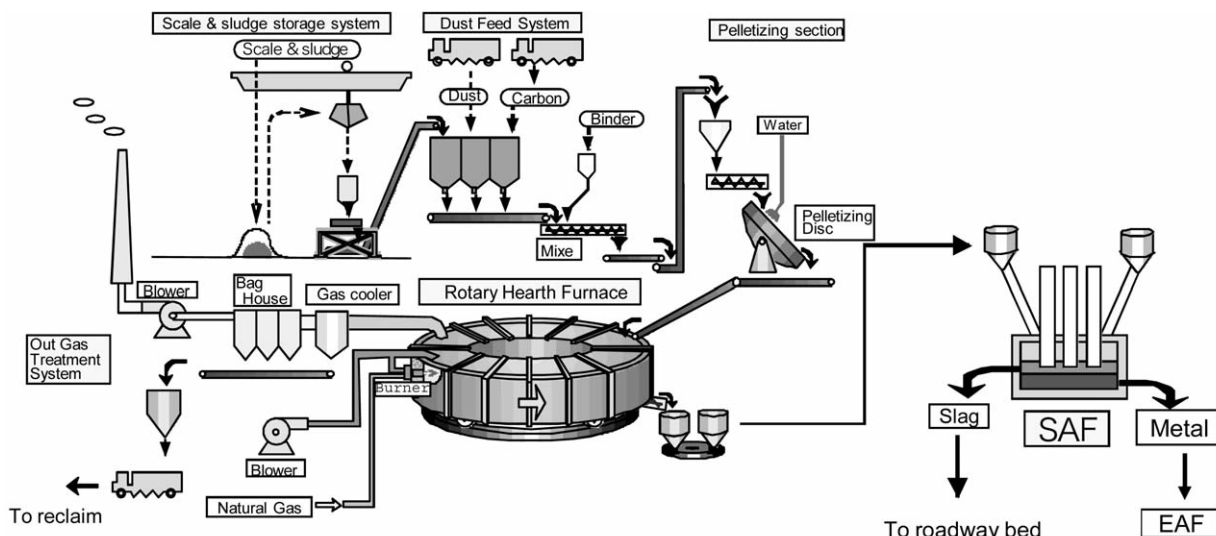 Scale & sludge storage system
Dust Feed System
Pelletizing section
Scale & sludge
Dust
Carbon
Binder
Water
Pelletizing
Disc
Mixe
Blower
Bag
House
Gas cooler
Rotary Hearth Furnace
Out Gas
Treatment
System
Burner
Blower
Natural Gas
To reclaim
Slag
SAF
Metal
To roadway bed
EAF